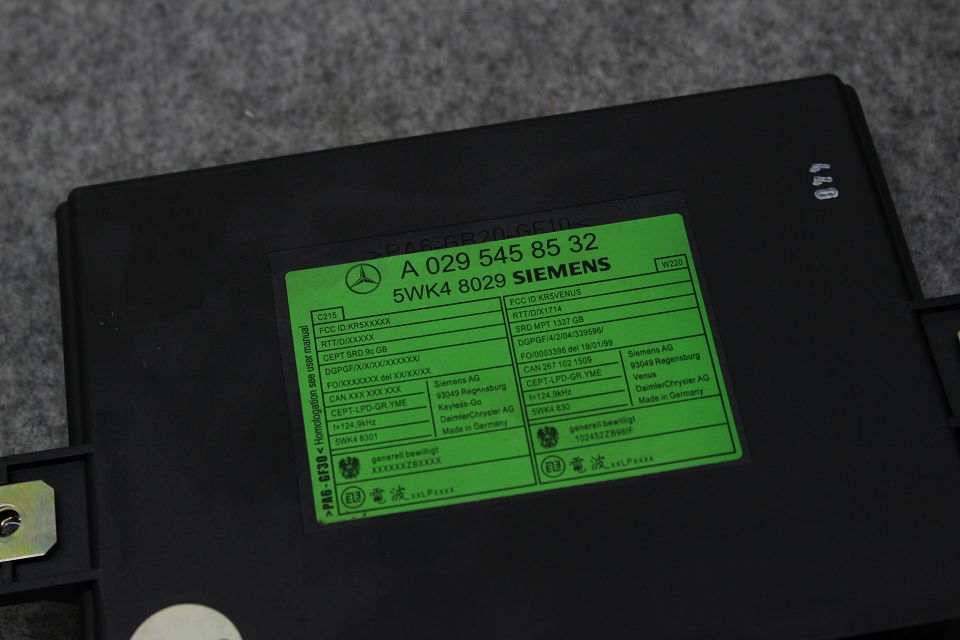 440
>PA6-GB20-GF10<
A 029 545 85 32
5WK4 8029 SIEMENS
C215
FCC ID:KR5XXXXX
RTT/D/XXXXX
CEPT SRD 9c GB
DGPGF/X/X/XX/XXXXXX/
FO/XXXXXXX del XX/XX/XX
CAN XXX XXX XXX
CEPT-LPD-GR.YME
f=124,9kHz
5WK4 8301
Siemens AG
93049 Regensburg
Keyless-Go
DaimlerChrysler AG
Made in Germany
generell bewilligt
XXXXXXZBXXXX
電波 xxLPxxxx
W220
FCC ID:KR5VENUS
RTT/D/X1714
SRD MPT 1337 GB
DGPGF/4/2/04/339596/
FO/0003398 del 19/01/99
CAN 267 102 1509
CEPT-LPD-GR.YME
f=124,9kHz
5WK4 830
Siemens AG
93049 Regensburg
Venus
DaimlerChrysler AG
Made in Germany
generell bewilligt
102452ZB98IF
電波 xxLPxxxx
>PA6-GF30< Homologation see user manual